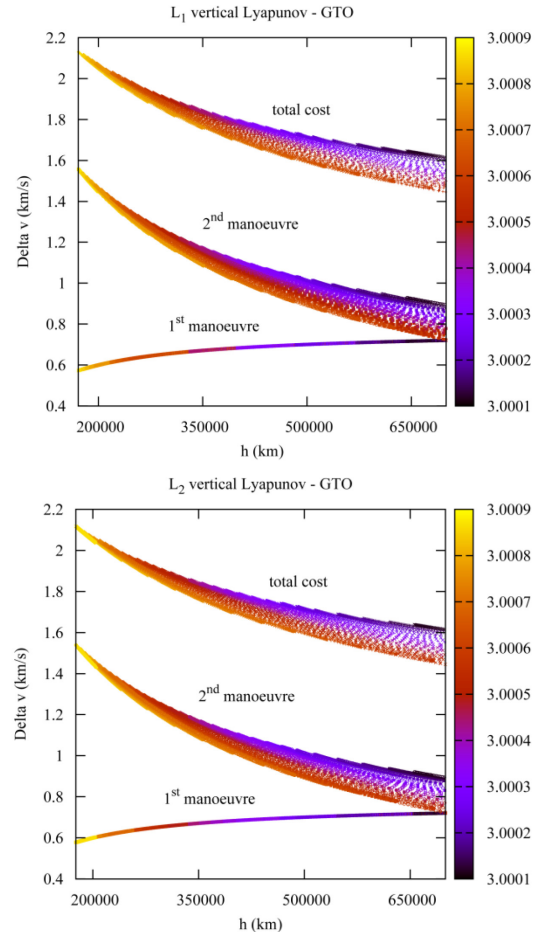 L1 vertical Lyapunov - GTO
2.2
2
1.8
1.6
1.4
1.2
1
0.8
0.6
0.4
Delta v (km/s)
total cost
2nd manoeuvre
1st manoeuvre
200000 350000 500000 650000
h (km)
3.0009
3.0007
3.0006
3.0005
3.0004
3.0003
3.0002
3.0001
L2 vertical Lyapunov - GTO
2.2
2
1.8
1.6
1.4
1.2
1
0.8
0.6
0.4
Delta v (km/s)
total cost
2nd manoeuvre
1st manoeuvre
200000 350000 500000 650000
h (km)
3.0009
3.0008
3.0007
3.0006
3.0005
3.0004
3.0003
3.0002
3.0001